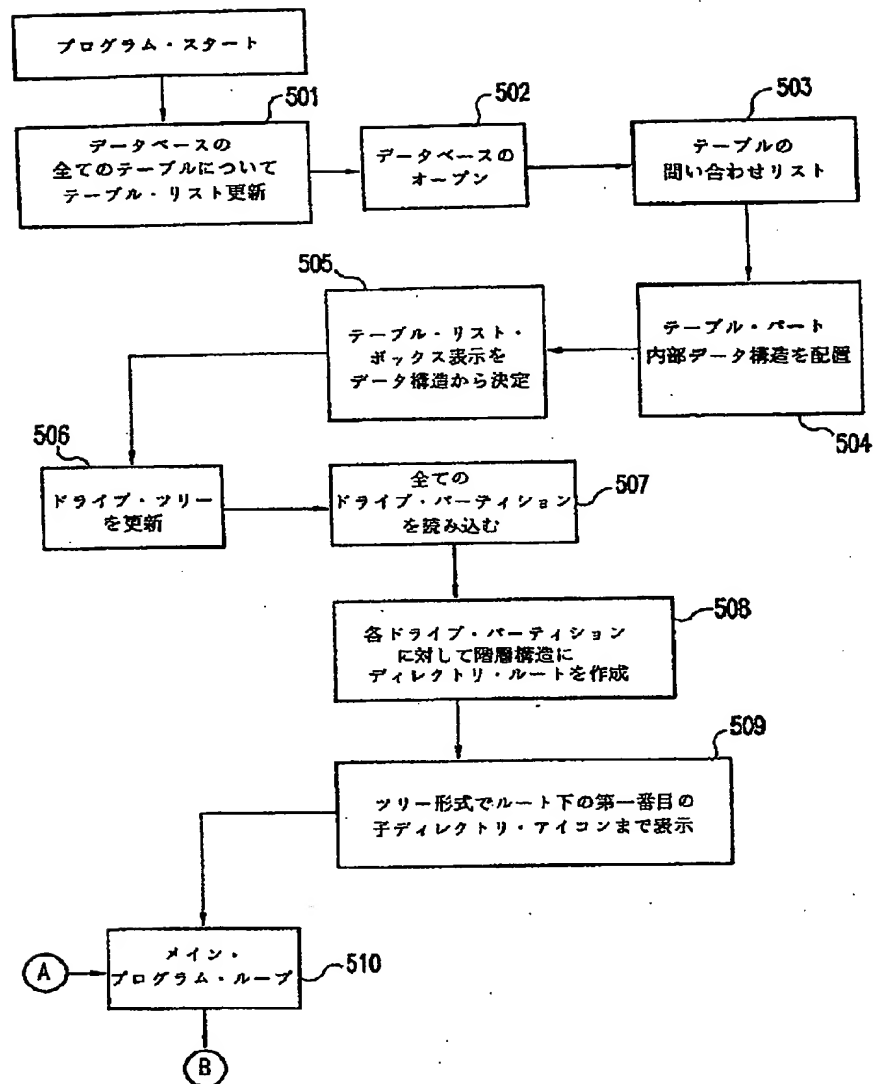 プログラム・スタート
501
データベースの
全てのテーブルについて
テーブル・リスト更新
502
データベースの
オープン
503
テーブルの
問い合わせリスト
505
テーブル・リスト・
ボックス表示を
データ構造から決定
テーブル・パート
内部データ構造を配置
504
506
ドライブ・ツリー
を更新
全ての
ドライブ・パーティション
を読み込む
507
508
各ドライブ・パーティション
に対して階層構造に
ディレクトリ・ルートを作成
509
ツリー形式でルート下の第一番目の
子ディレクトリ・アイコンまで表示
A
メイン・
プログラム・ループ
510
B